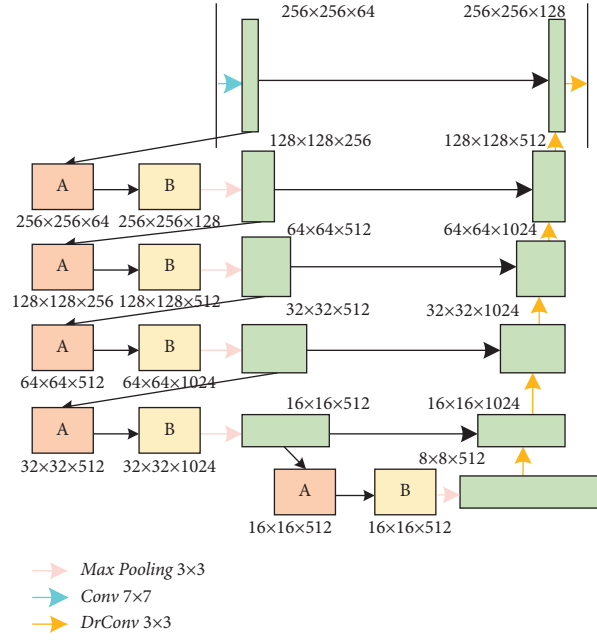 256×256×64
256×256×128
128×128×256
128×128×512
A
B
256×256×64
256×256×128
64×64×512
64×64×1024
A
B
128×128×256
128×128×512
32×32×512
32×32×1024
A
B
64×64×512
64×64×1024
16×16×512
16×16×1024
A
B
32×32×512
32×32×1024
8×8×512
A
B
16×16×512
16×16×512
Max Pooling 3×3
Conv 7×7
DrConv 3×3